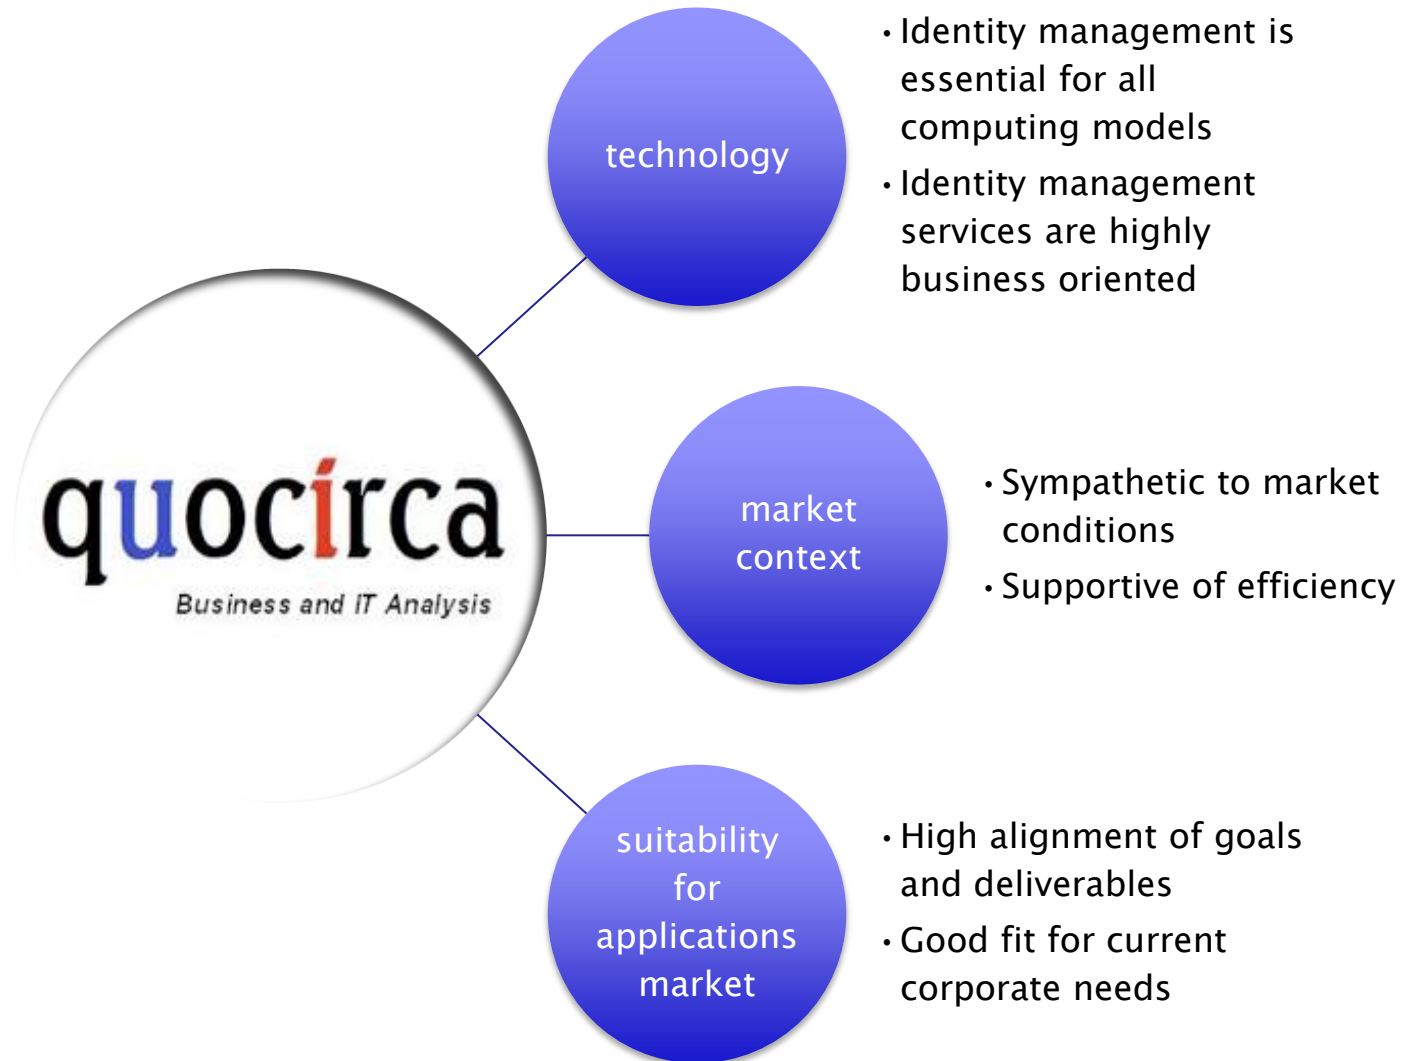 quocirca
Business and IT Analysis
technology
• Identity management is
essential for all
computing models
• Identity management
services are highly
business oriented
market
context
• Sympathetic to market
conditions
• Supportive of efficiency
suitability
for
applications
market
• High alignment of goals
and deliverables
• Good fit for current
corporate needs